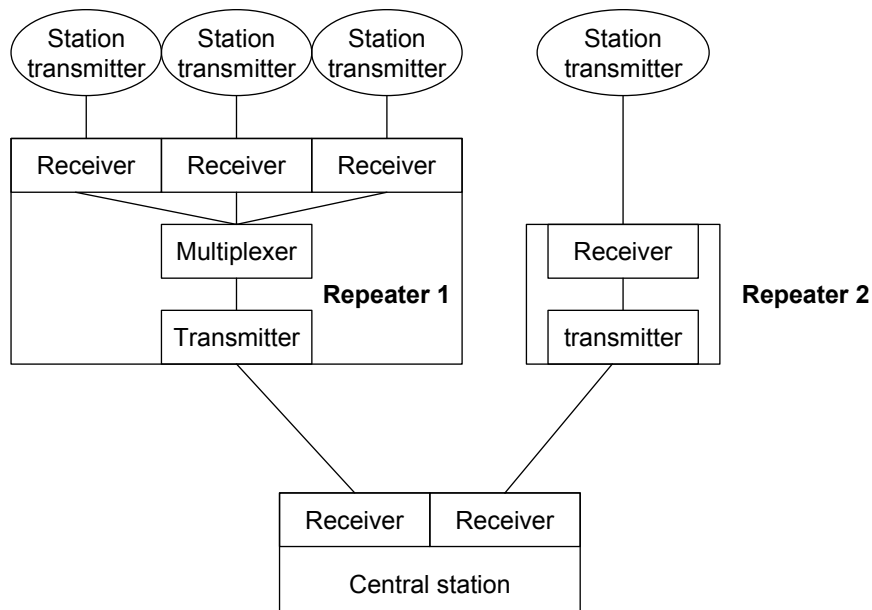 Station
transmitter
Station
transmitter
Station
transmitter
Station
transmitter
Receiver
Receiver
Receiver
Multiplexer
Repeater 1
Transmitter
Receiver
Repeater 2
transmitter
Receiver
Receiver
Central station